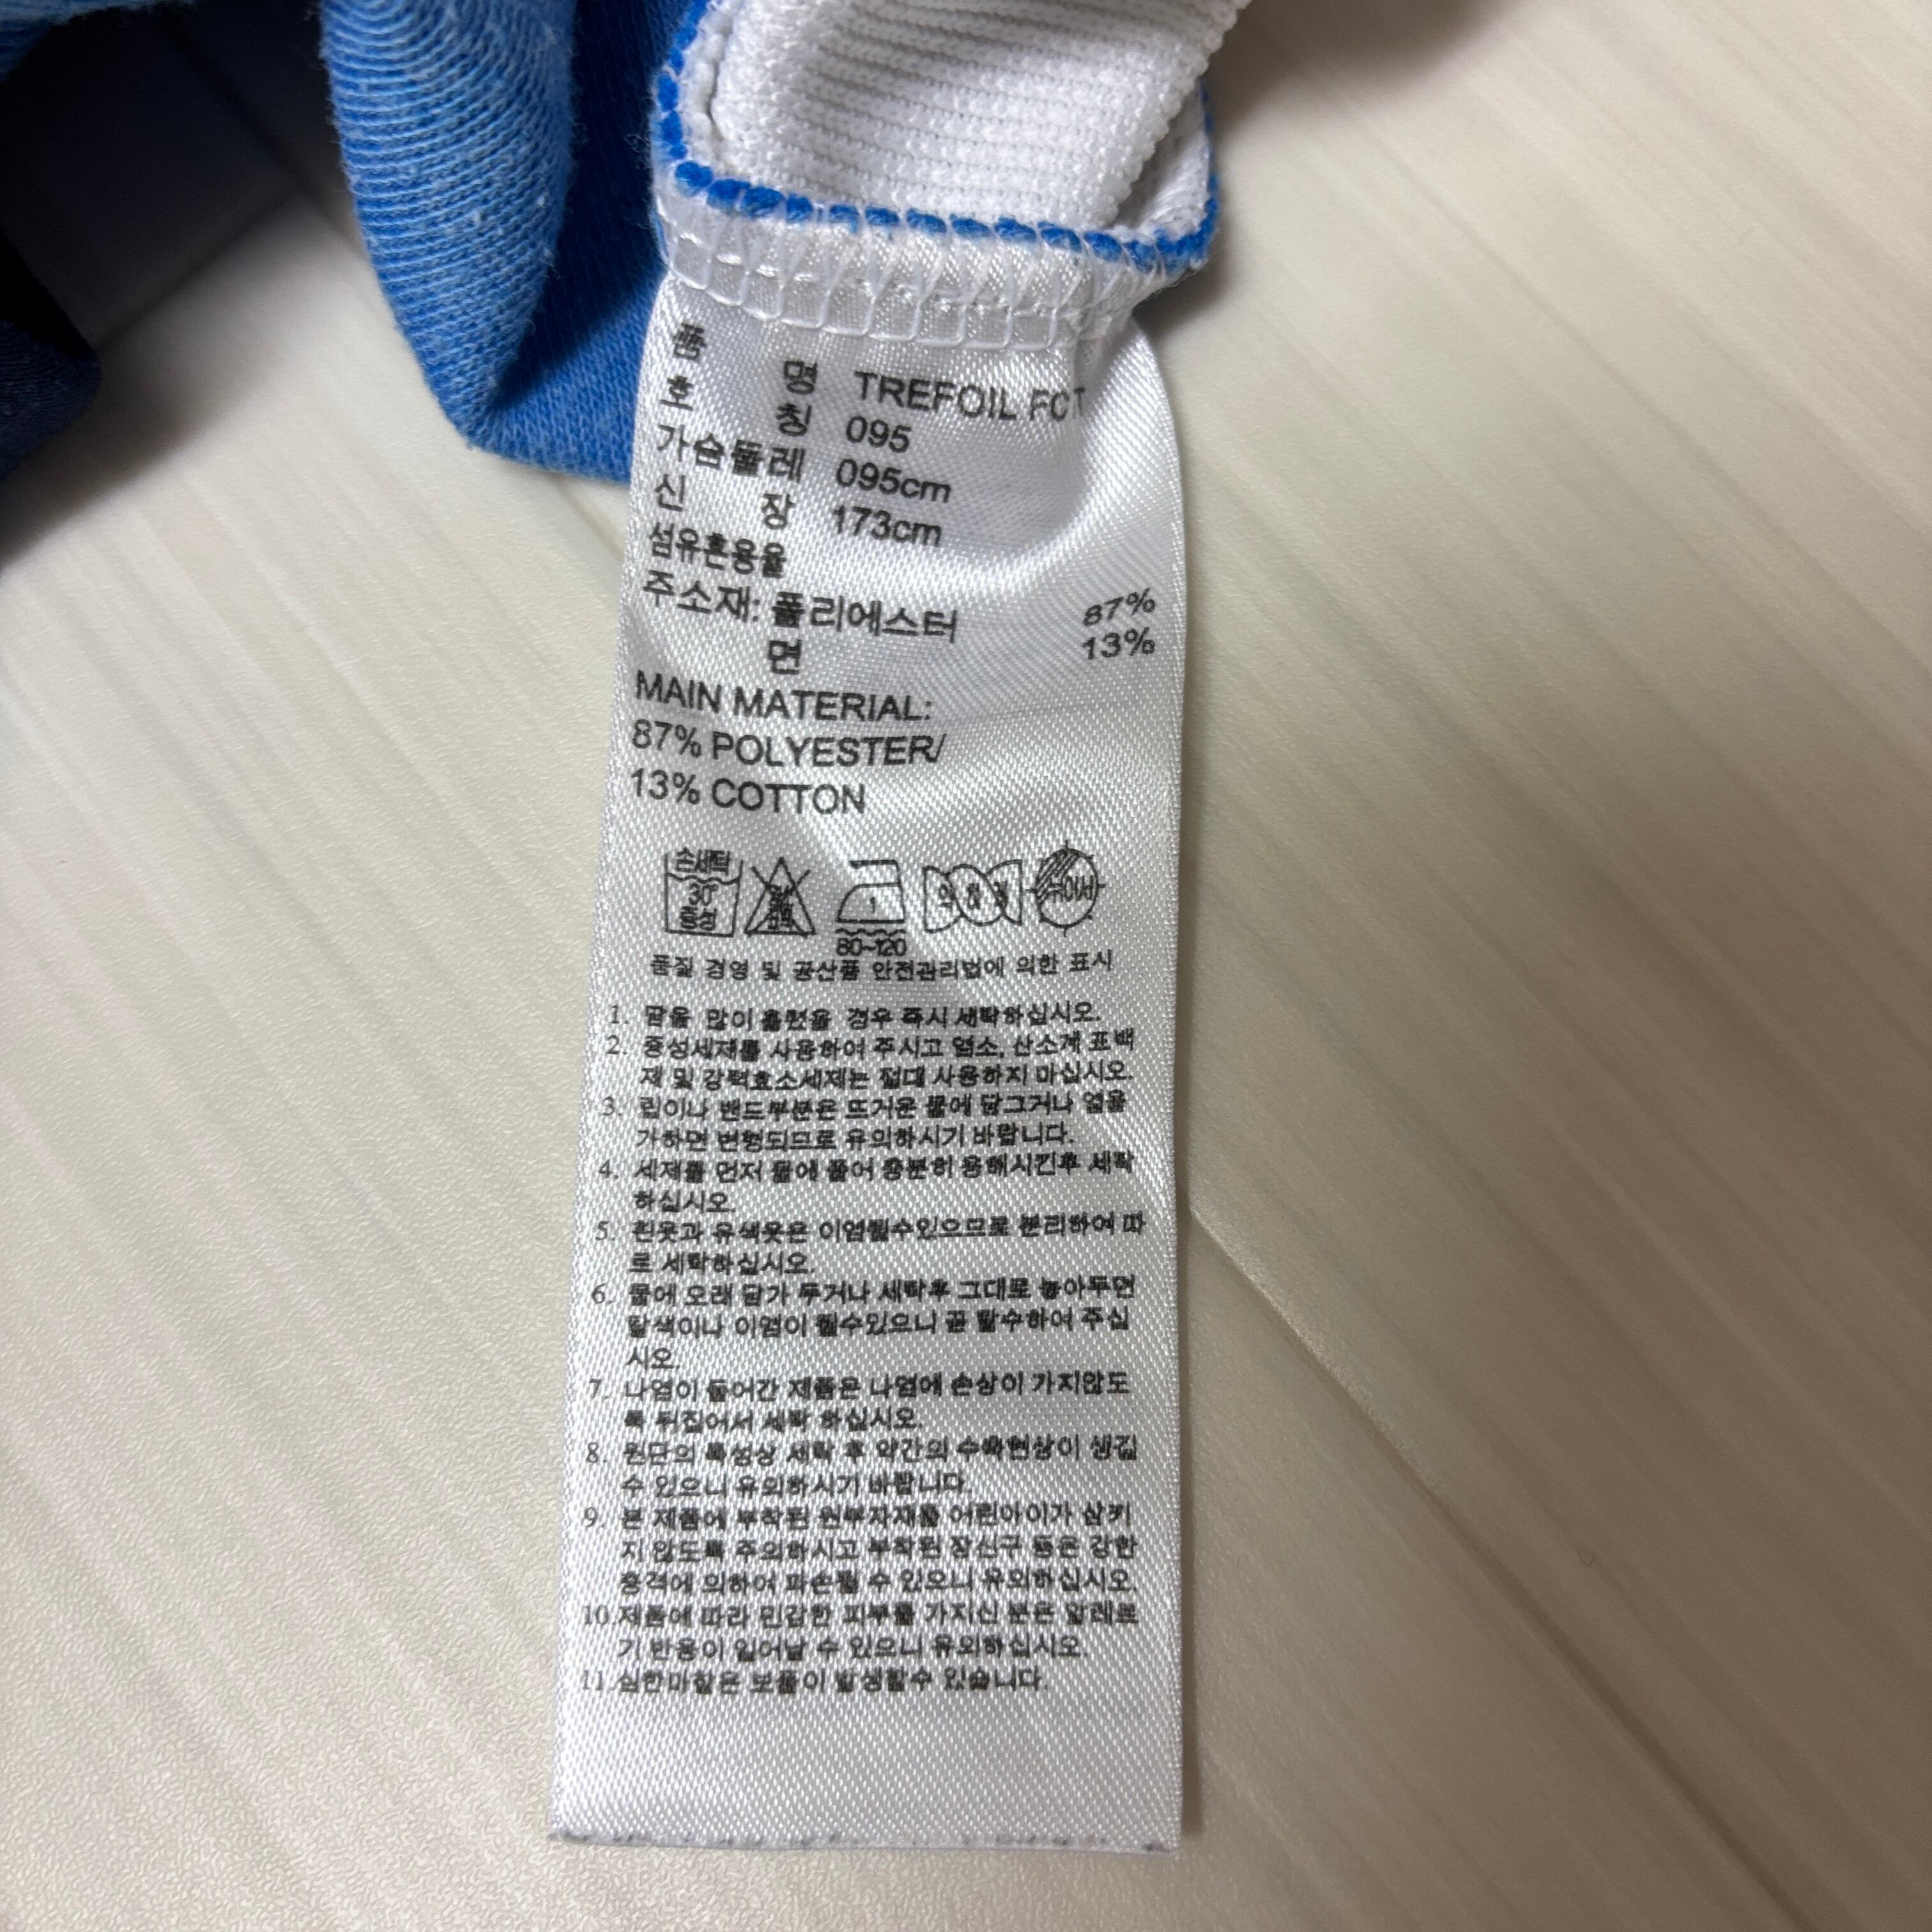 품 명 TREFOIL FC T
호 칭 095
가슴둘레 095cm
신 장 173cm
섬유혼용율
주소재: 폴리에스터 87%
면 13%
MAIN MATERIAL:
87% POLYESTER/
13% COTTON
손세탁
30°
중성
1
80~120
약하게
뉘어서
품질 경영 및 공산품 안전관리법에 의한 표시
1. 땀을 많이 흘렸을 경우 즉시 세탁하십시오.
2. 중성세재를 사용하여 주시고 염소, 산소계 표백
제 및 강력효소세제는 절대 사용하지 마십시오.
3. 립이나 밴드부분은 뜨거운 물에 담그거나 열을
가하면 변형되므로 유의하시기 바랍니다.
4. 세제를 먼저 물에 풀어 충분히 용해시킨후 세탁
하십시오.
5. 흰옷과 유색옷은 이염될수있으므로 분리하여 따
로 세탁하십시오.
6. 물에 오래 담가 두거나 세탁후 그대로 놓아두면
탈색이나 이염이 될수있으니 곧 탈수하여 주십
시오.
7. 나염이 들어간 제품은 나염에 손상이 가지않도
록 뒤집어서 세탁 하십시오.
8. 원단의 특성상 세탁 후 약간의 수축현상이 생길
수 있으니 유의하시기 바랍니다.
9. 본 제품에 부착된 원부자재를 어린아이가 삼키
지 않도록 주의하시고 부착된 장신구 등은 강한
충격에 의하여 파손될 수 있으니 유의하십시오.
10.제품에 따라 민감한 피부를 가지신 분은 알레르
기 반응이 일어날 수 있으니 유의하십시오.
11.심한마찰은 보풀이 발생할수 있습니다.